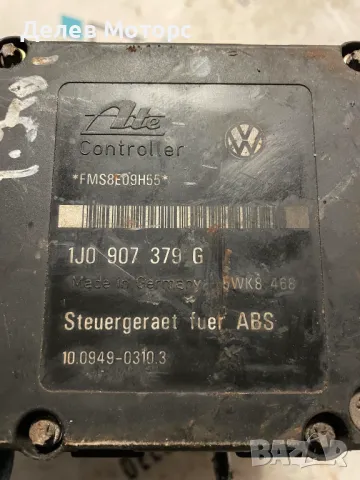 Делев Моторс
Ate
Controller
*FMS8E09H55*
1J0 907 379 G
Made in Germany 5WK8 468
Steuergeraet fuer ABS
10.0949-0310.3
BAZAR